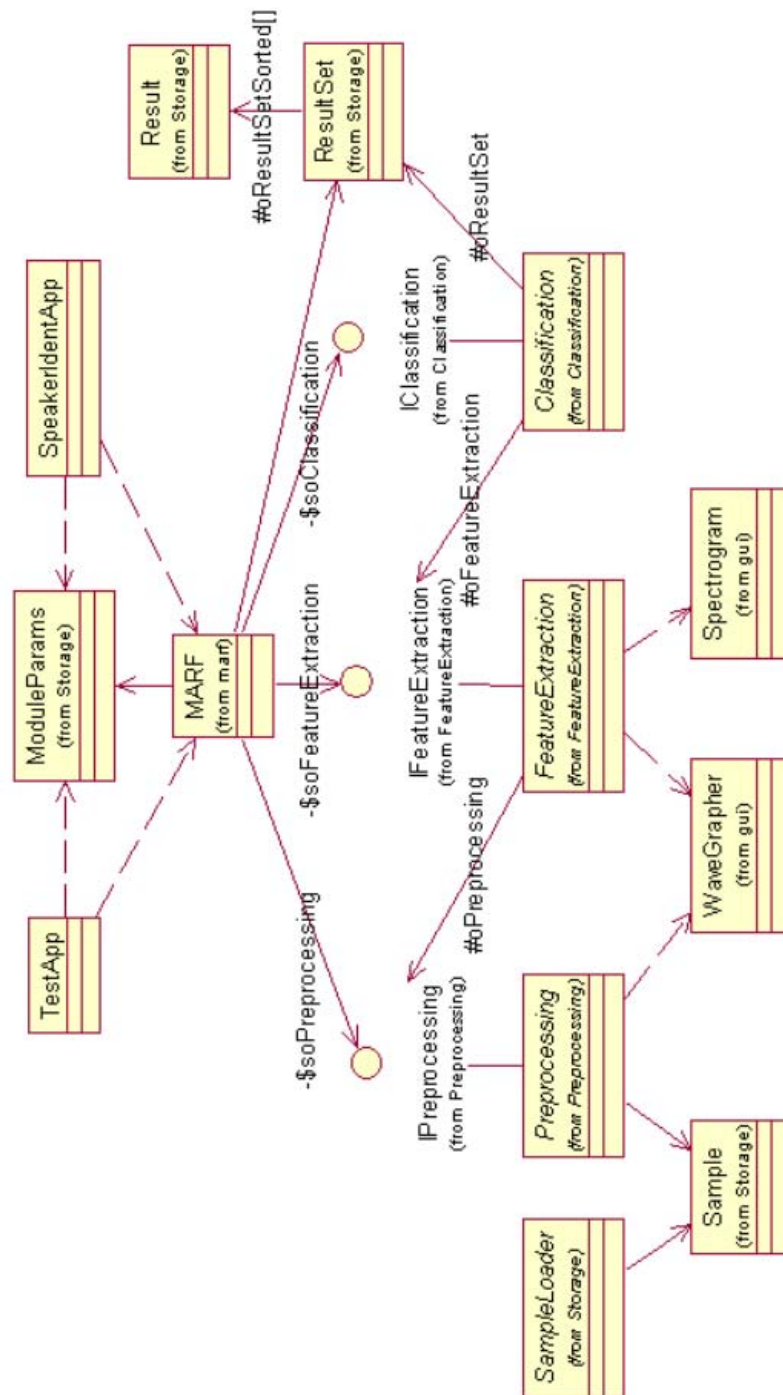 TestApp
ModuleParams
(from Storage)
SpeakerIdentApp
MARF
(from marf)
Result
(from Storage)
#oResultSetSorted[]
ResultSet
(from Storage)
-$soPreprocessing
-$soFeatureExtraction
-$soClassification
IPreprocessing
(from Preprocessing)
#oPreprocessing
IFeatureExtraction
(from FeatureExtraction)
#oFeatureExtraction
IClassification
(from Classification)
#oResultSet
SampleLoader
(from Storage)
Preprocessing
(from Preprocessing)
FeatureExtraction
(from FeatureExtraction)
Classification
(from Classification)
Sample
(from Storage)
WaveGrapher
(from gui)
Spectrogram
(from gui)